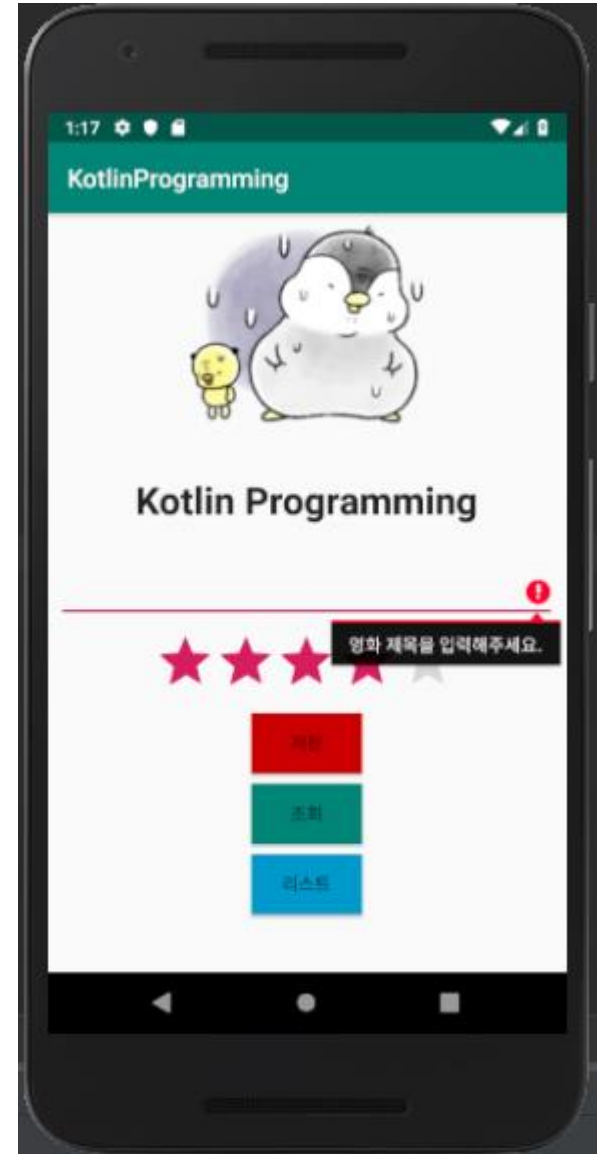 1:17
KotlinProgramming
Kotlin Programming
영화 제목을 입력해주세요.
저장
조회
리스트